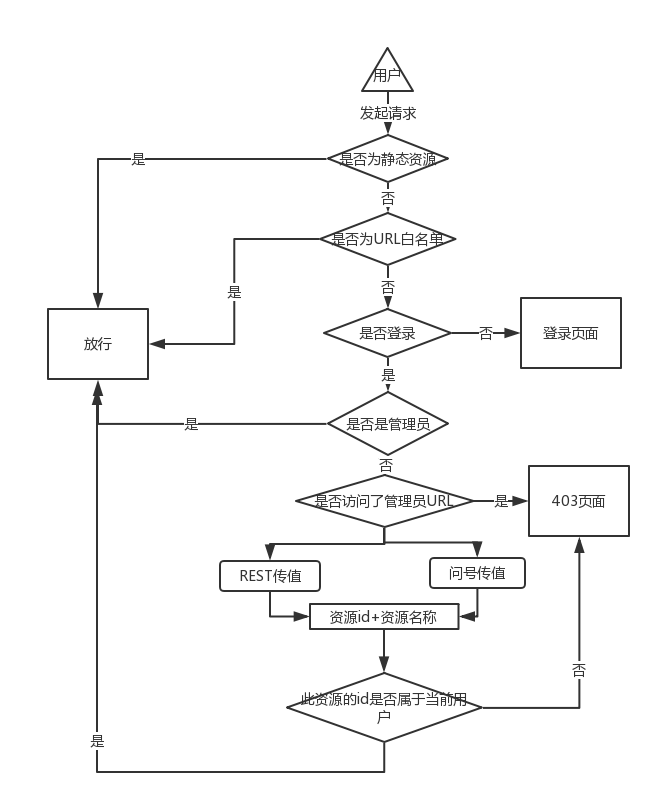 用户
发起请求
是
是否为静态资源
否
是否为URL白名单
是
否
放行
是否登录
否
登录页面
是
是
是否是管理员
否
是否访问了管理员URL
是
403页面
REST传值
问号传值
资源id+资源名称
否
此资源的id是否属于当前用
户
是